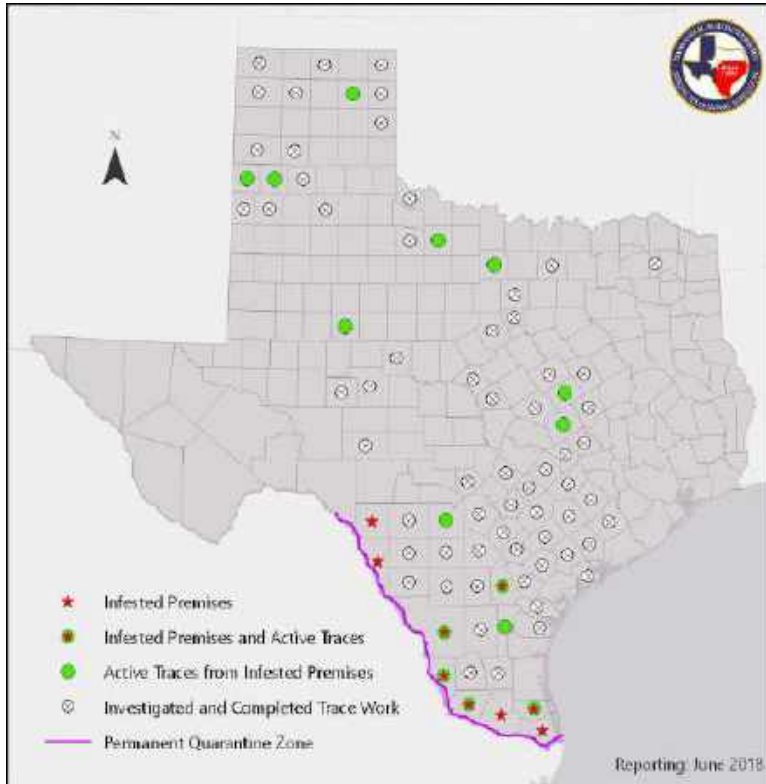 N
Infested Premises
Infested Premises and Active Traces
Active Traces from Infested Premises
Investigated and Completed Trace Work
Permanent Quarantine Zone
Reporting: June 2018